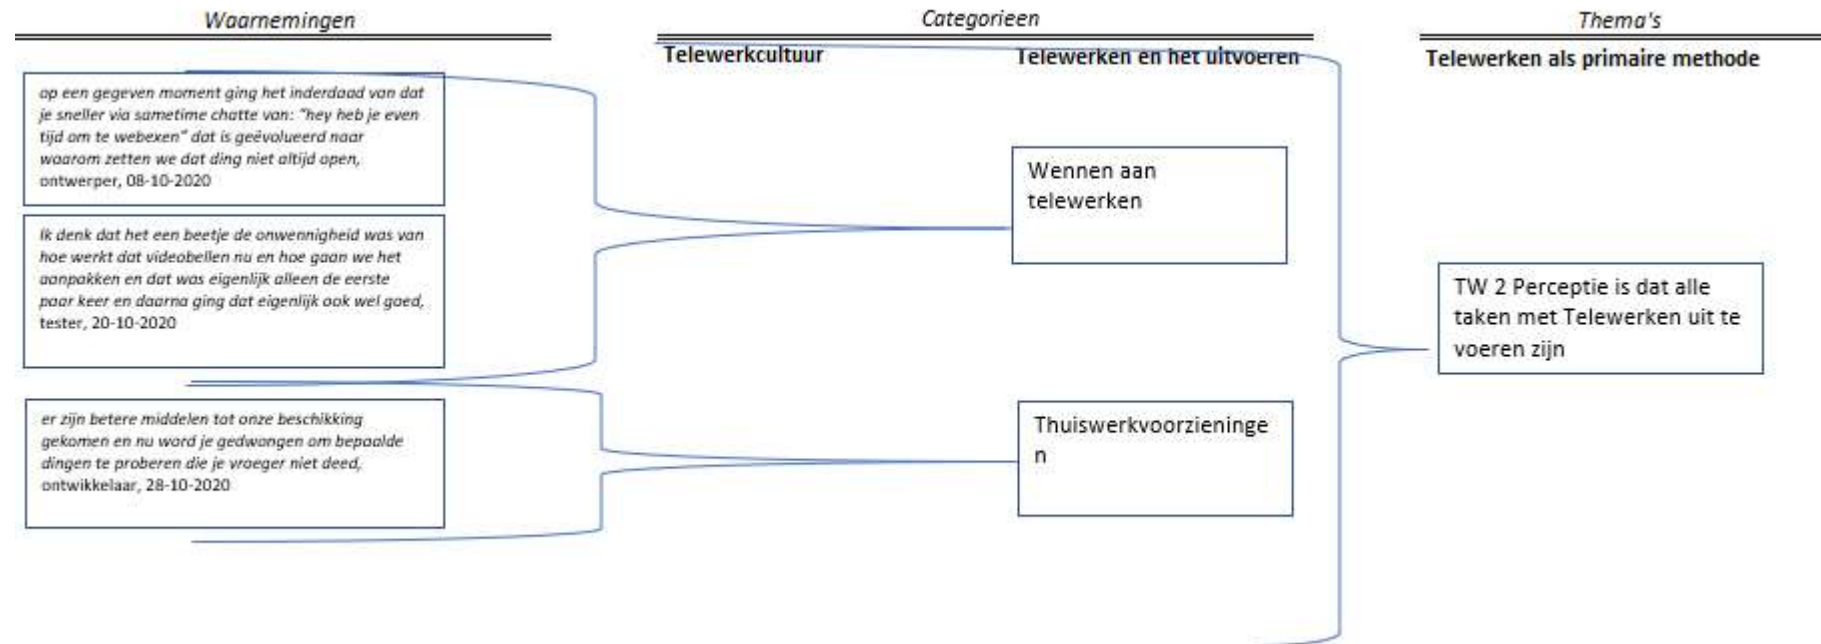 Waarnemingen
Categorieen
Thema's
Telewerkcultuur
Telewerken en het uitvoeren
Telewerken als primaire methode
op een gegeven moment ging het inderdaad van dat
je sneller via sametime chatte van: "hey heb je even
tijd om te webexen" dat is geëvolueerd naar
waarom zetten we dat ding niet altijd open,
ontwerper, 08-10-2020
Ik denk dat het een beetje de onwennigheid was van
hoe werkt dat videobellen nu en hoe gaan we het
aanpakken en dat was eigenlijk alleen de eerste
paar keer en daarna ging dat eigenlijk ook wel goed,
tester, 20-10-2020
er zijn betere middelen tot onze beschikking
gekomen en nu word je gedwongen om bepaalde
dingen te proberen die je vroeger niet deed,
ontwikkelaar, 28-10-2020
Wennen aan
telewerken
Thuiswerkvoorzieninge
n
TW 2 Perceptie is dat alle
taken met Telewerken uit te
voeren zijn